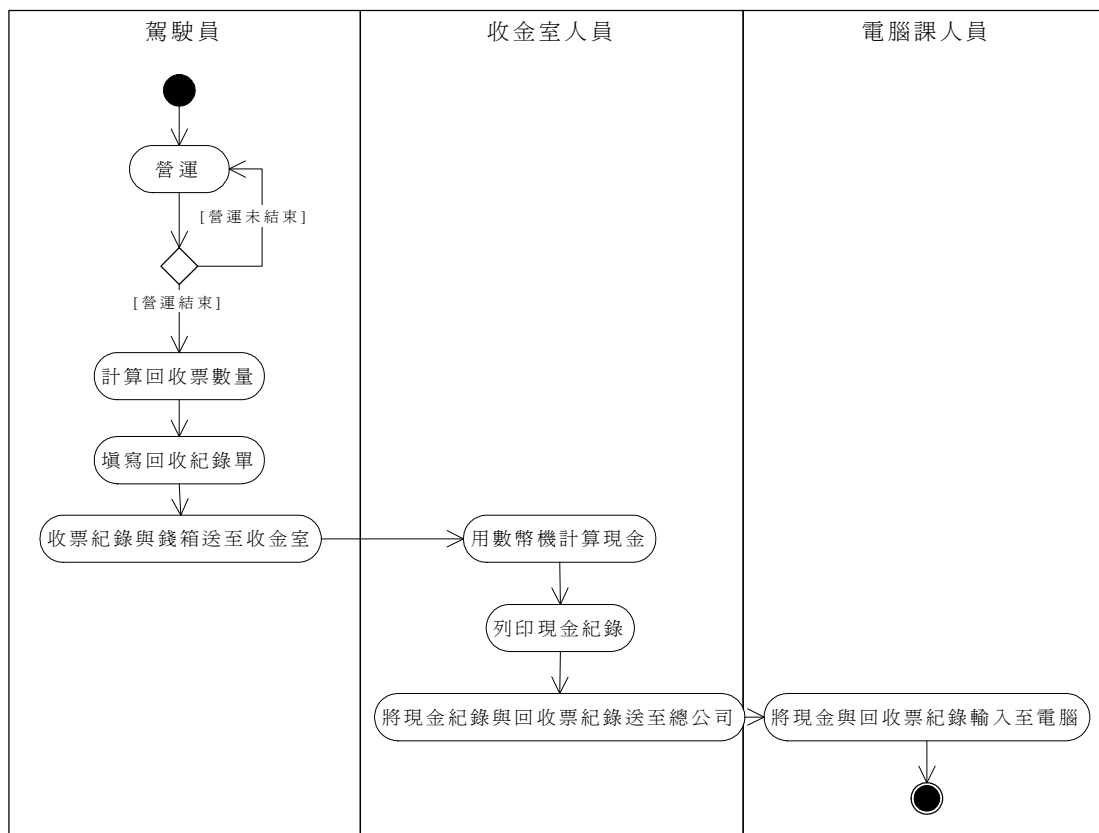 駕駛員
收金室人員
電腦課人員
營運
[營運未結束]
[營運結束]
計算回收票數量
填寫回收紀錄單
收票紀錄與錢箱送至收金室
用數幣機計算現金
列印現金紀錄
將現金紀錄與回收票紀錄送至總公司
將現金與回收票紀錄輸入至電腦